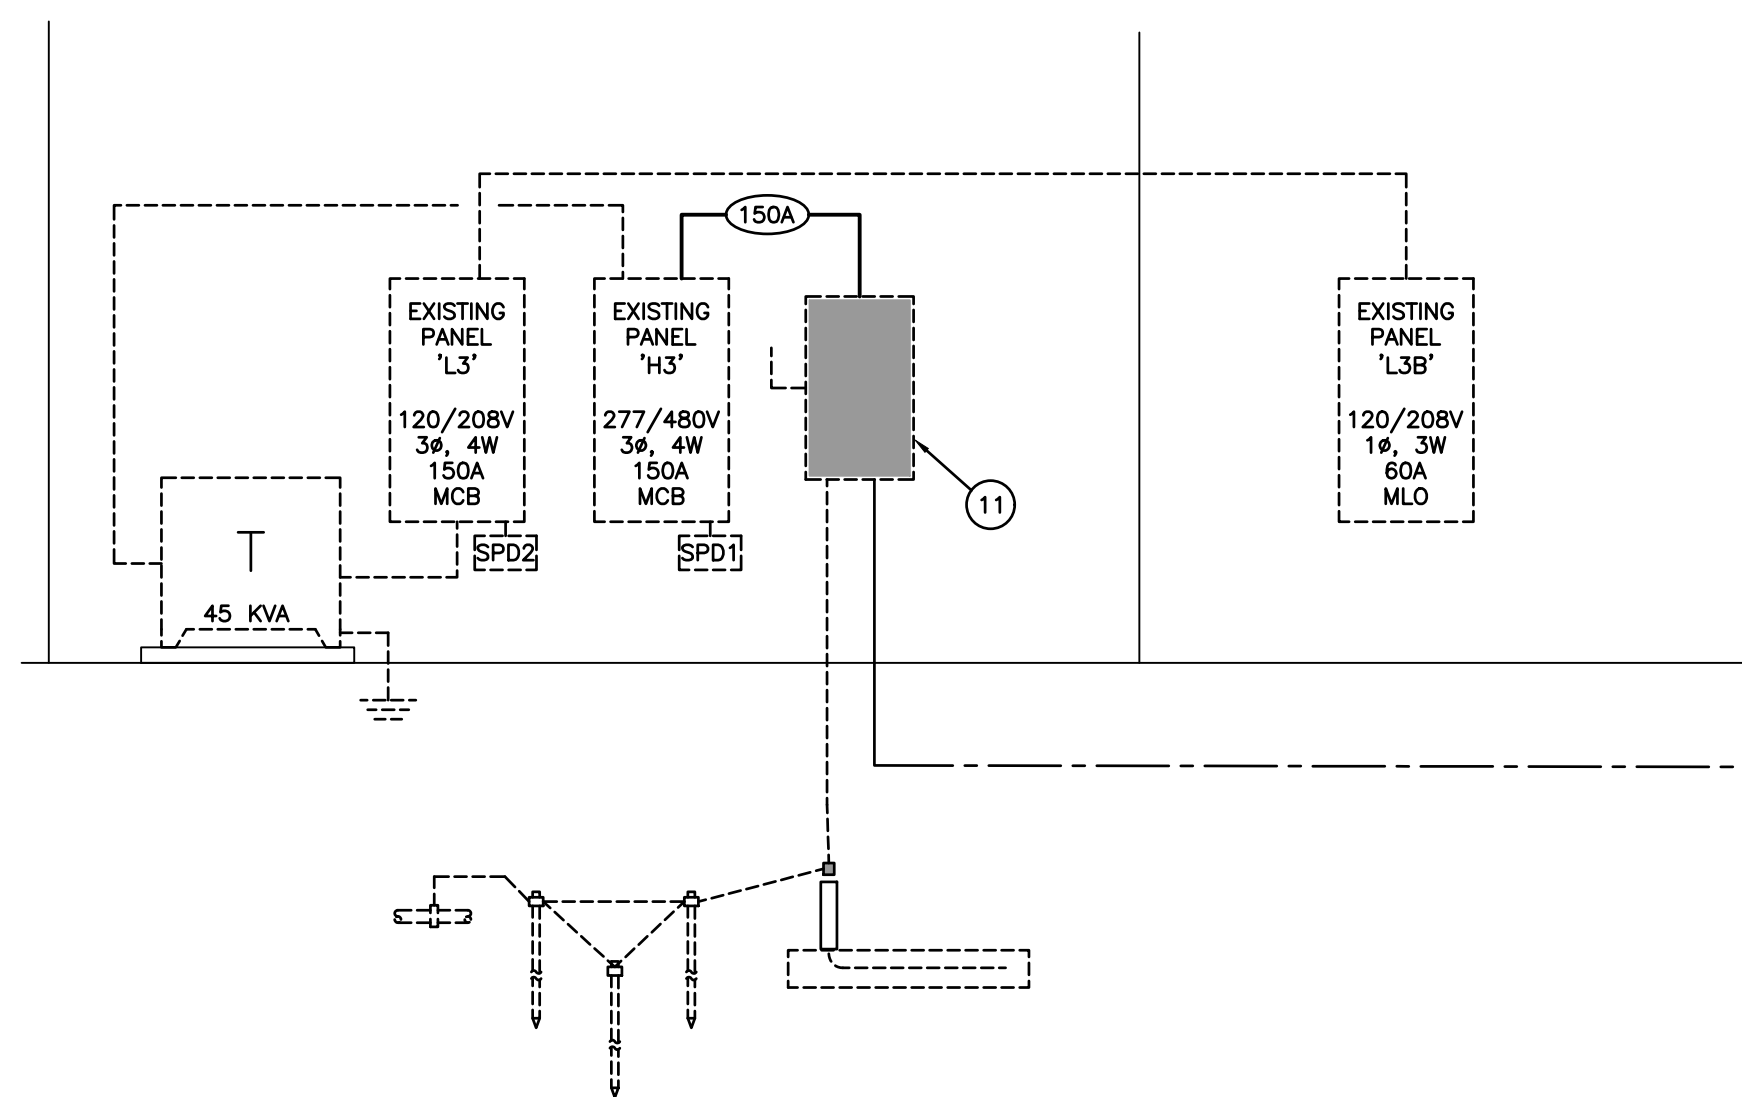 150A
EXISTING
PANEL
'L3'
120/208V
3ø, 4W
150A
MCB
SPD2
EXISTING
PANEL
'H3'
277/480V
3ø, 4W
150A
MCB
SPD1
EXISTING
PANEL
'L3B'
120/208V
1ø, 3W
60A
MLO
11
T
45 KVA